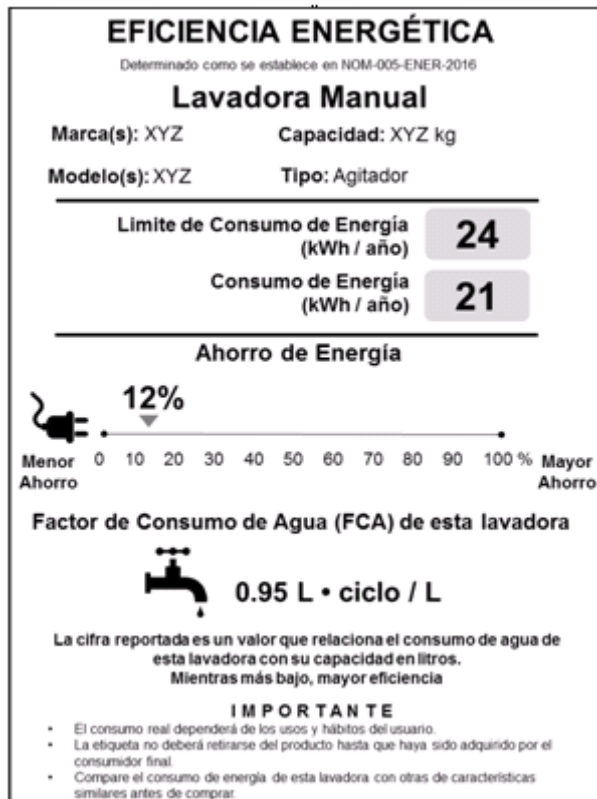 EFICIENCIA ENERGÉTICA
Determinado como se establece en NOM-005-ENER-2016
Lavadora Manual
Marca(s): XYZ Capacidad: XYZ kg
Modelo(s): XYZ Tipo: Agitador
Limite de Consumo de Energía
(kWh / año) 24
Consumo de Energía
(kWh / año) 21
Ahorro de Energía
12%
Menor 0 10 20 30 40 50 60 70 80 90 100 % Mayor
Ahorro Ahorro
Factor de Consumo de Agua (FCA) de esta lavadora
0.95 L • ciclo / L
La cifra reportada es un valor que relaciona el consumo de agua de
esta lavadora con su capacidad en litros.
Mientras más bajo, mayor eficiencia
IMPORTANTE
• El consumo real dependerá de los usos y hábitos del usuario.
• La etiqueta no deberá retirarse del producto hasta que haya sido adquirido por el
consumidor final.
• Compare el consumo de energía de esta lavadora con otras de características
similares antes de comprar.